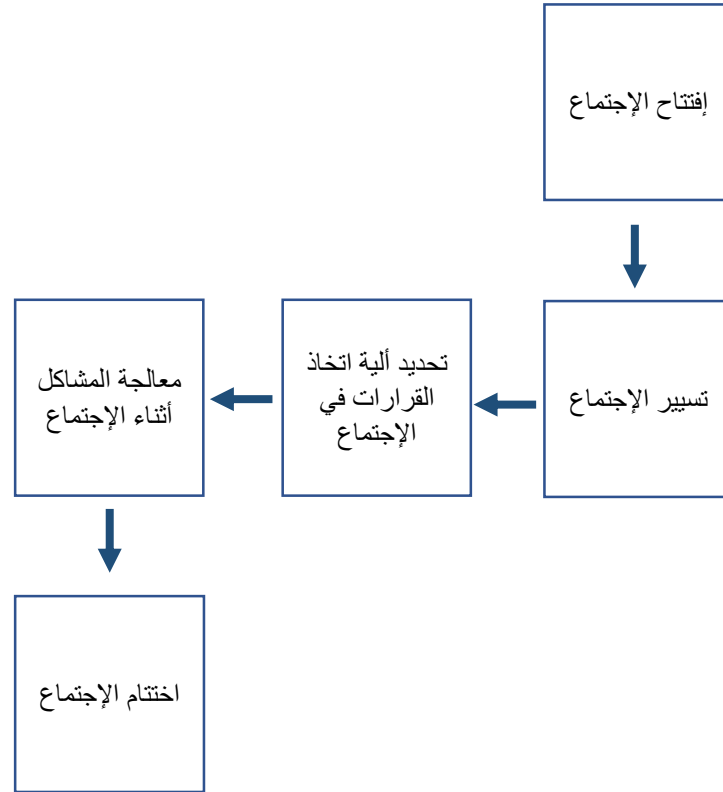 إفتتاح الإجتماع
تسيير الإجتماع
تحديد ألية اتخاذ
القرارات في
الإجتماع
معالجة المشاكل
أثناء الإجتماع
اختتام الإجتماع